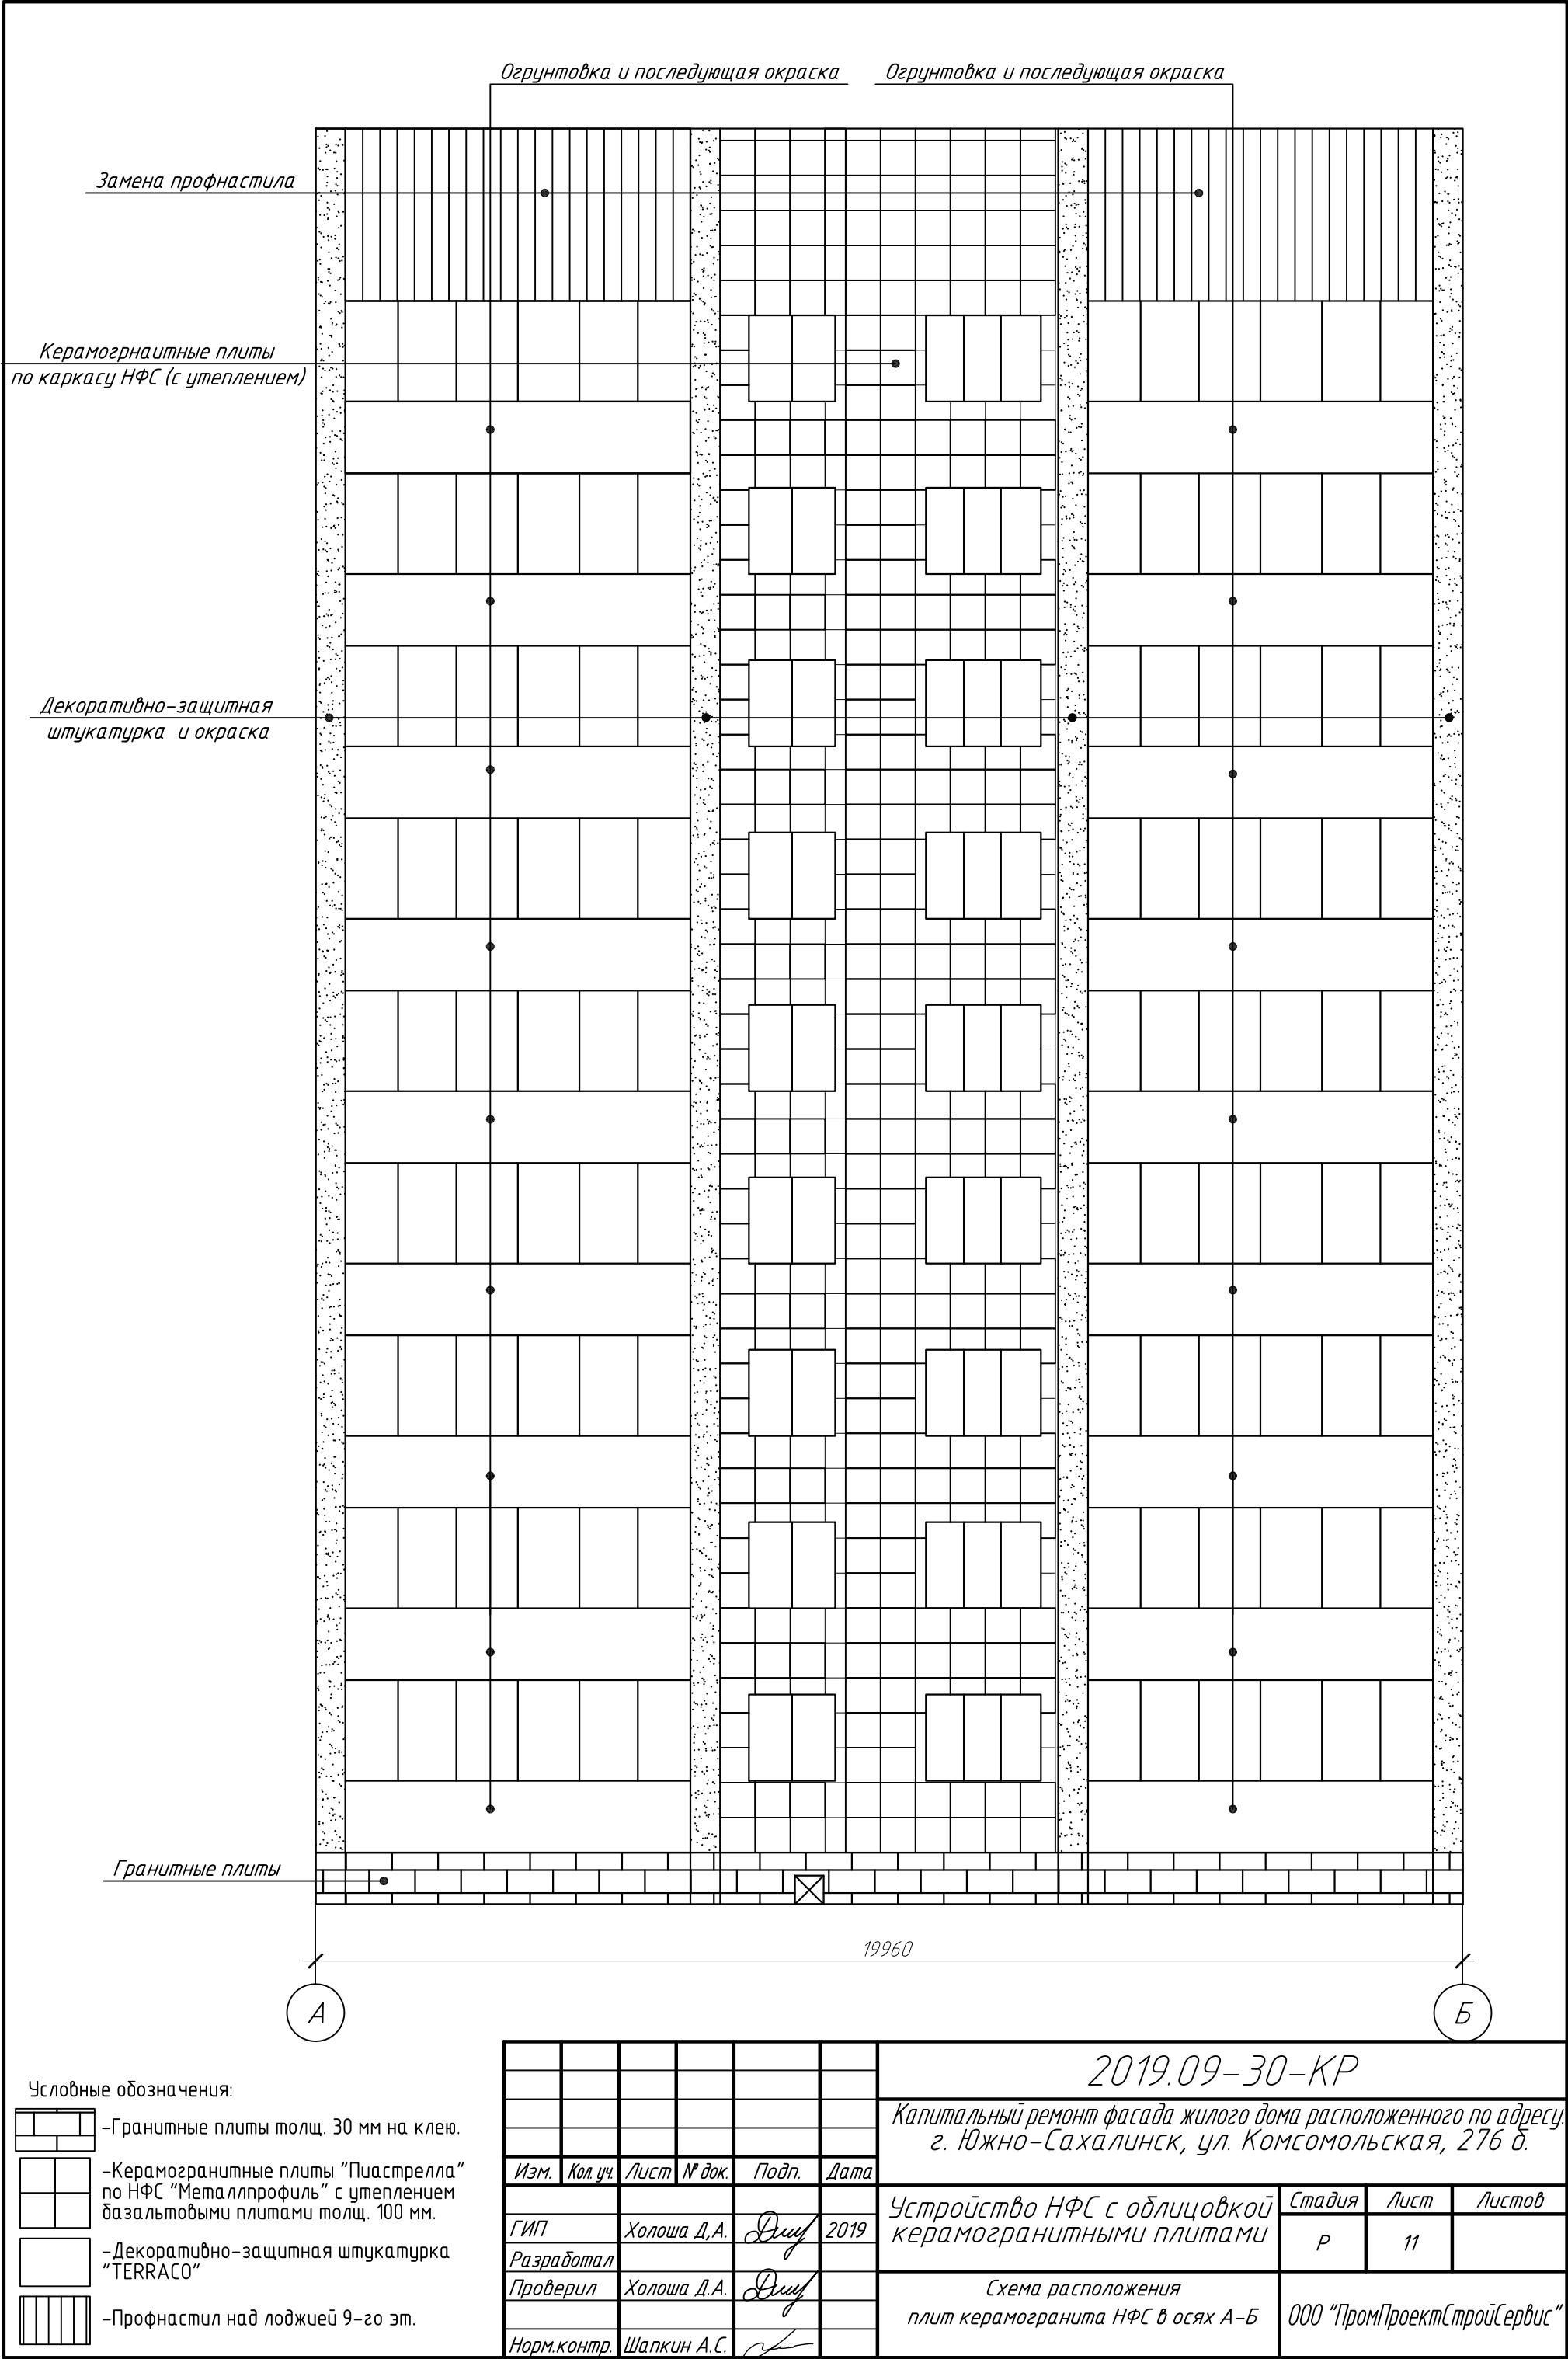 Огрунтовка и последующая окраска
Огрунтовка и последующая окраска
Замена профнастила
Керамогрнаитные плиты
по каркасу НФС (с утеплением)
Декоративно-защитная
штукатурка и окраска
Гранитные плиты
19960
А
Б
Условные обозначения:
-Гранитные плиты толщ. 30 мм на клею.
-Керамогранитные плиты "Пиастрелла"
по НФС "Металлпрофиль" с утеплением
базальтовыми плитами толщ. 100 мм.
-Декоративно-защитная штукатурка
"TERRACO"
-Профнастил над лоджией 9-го эт.
2019.09-30-КР
Капитальный ремонт фасада жилого дома расположенного по адресу:
г. Южно-Сахалинск, ул. Комсомольская, 276 б.
Изм. Кол. уч. Лист № док. Подп. Дата
Устройство НФС с облицовкой
керамогранитными плитами
Стадия Лист Листов
Р 11
ГИП Холоша Д,А. 2019
Разработал
Проверил Холоша Д.А.
Норм.контр. Шапкин А.С.
Схема расположения
плит керамогранита НФС в осях А-Б
ООО "ПромПроектСтройСервис"